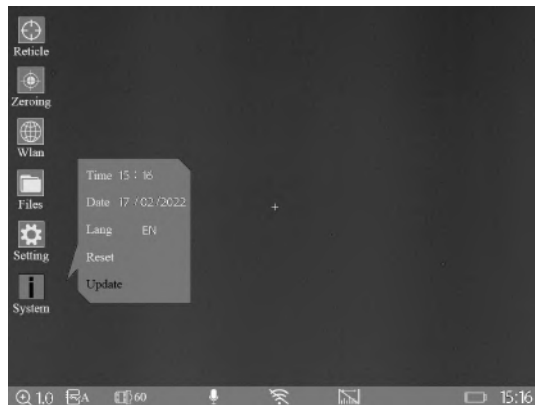 Reticle
Zeroing
Wlan
Files
Setting
System
Time 15 : 16
Date 17 / 02 / 2022
Lang EN
Reset
Update
1.0 A 60 15:16